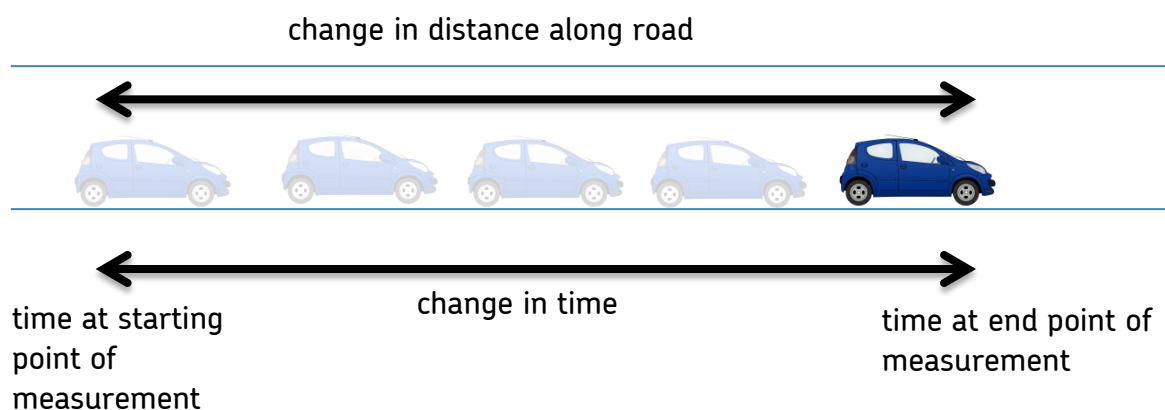 change in distance along road
change in time
time at starting
point of
measurement
time at end point of
measurement